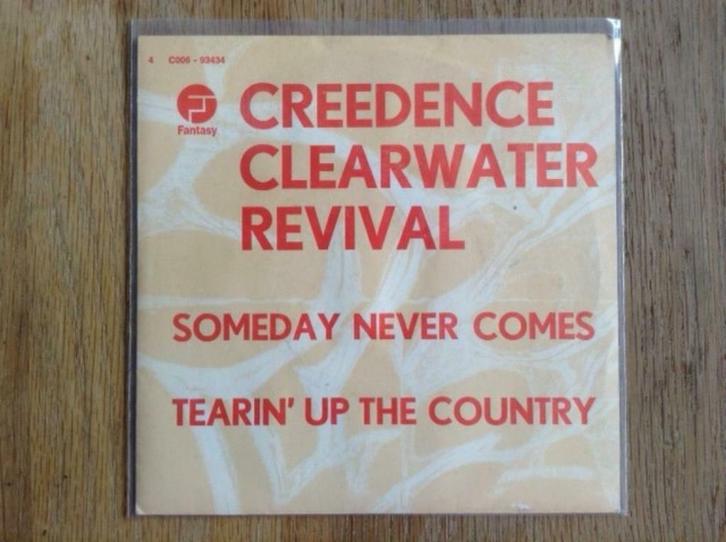 4 C006 - 93434
Fantasy
CREEDENCE
CLEARWATER
REVIVAL
SOMEDAY NEVER COMES
TEARIN' UP THE COUNTRY